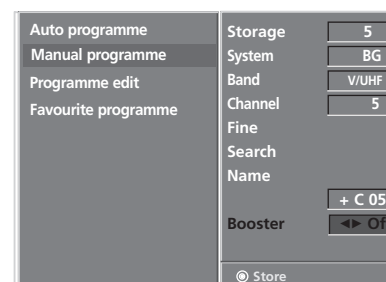 Auto programme
Manual programme
Programme edit
Favourite programme
Storage 5
System BG
Band V/UHF
Channel 5
Fine
Search
Name
+ C 05
Booster ◀▶ Of
Store